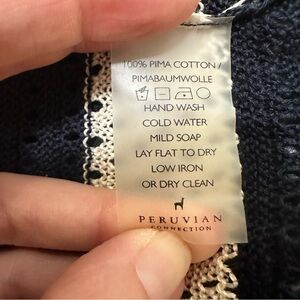 100% PIMA COTTON /
PIMABAUMWOLLE
HAND WASH
COLD WATER
MILD SOAP
LAY FLAT TO DRY
LOW IRON
OR DRY CLEAN
PERUVIAN
CONNECTION